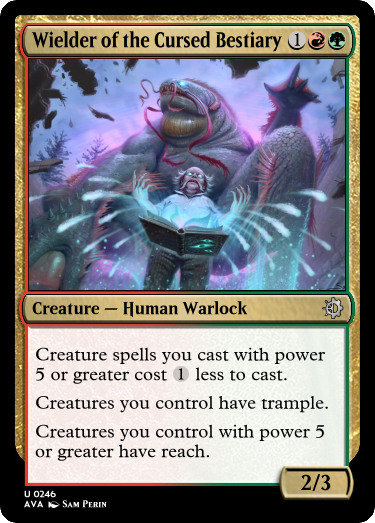 Wielder of the Cursed Bestiary 1
Creature — Human Warlock
Creature spells you cast with power
5 or greater cost 1 less to cast.
Creatures you control have trample.
Creatures you control with power 5
or greater have reach.
2/3
U 0246
AVA Sam Perin